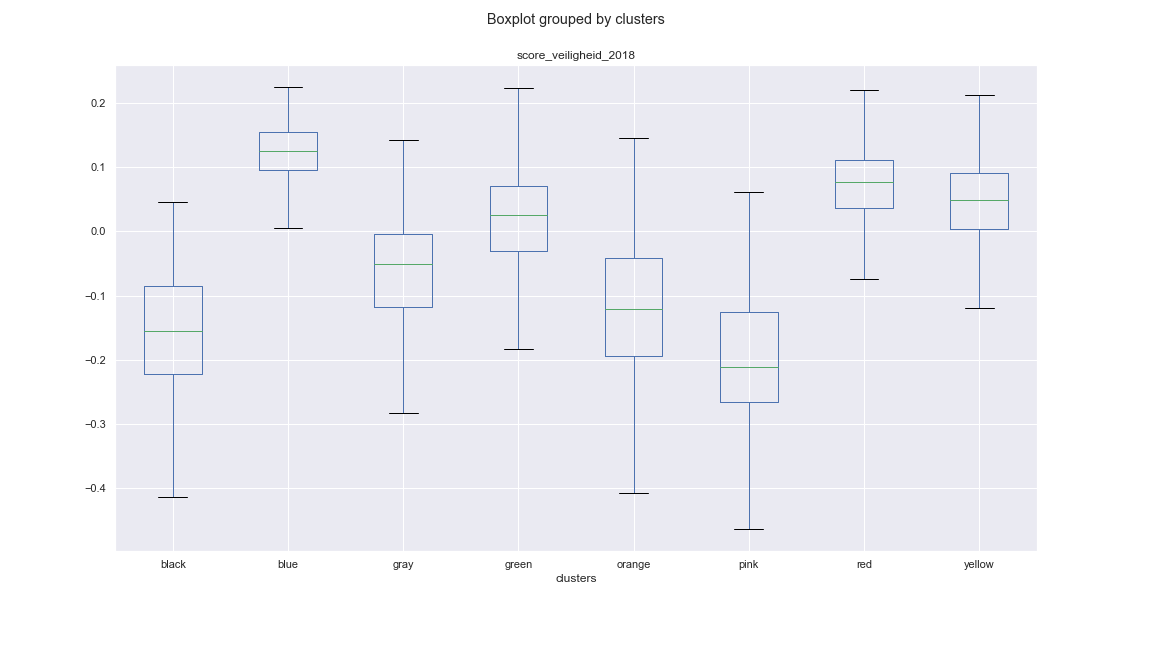 Boxplot grouped by clusters
score_veiligheid_2018
0.2
0.1
0.0
−0.1
−0.2
−0.3
−0.4
black blue gray green orange pink red yellow
clusters